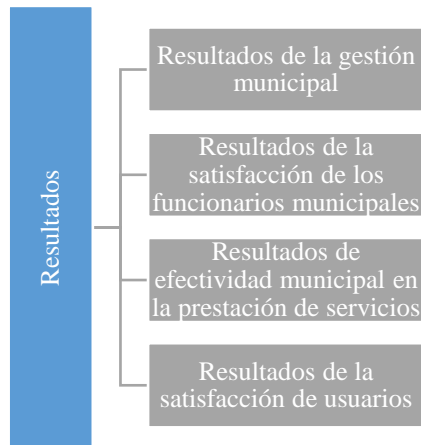 Resultados
Resultados de la gestión
municipal
Resultados de la
satisfacción de los
funcionarios municipales
Resultados de
efectividad municipal en
la prestación de servicios
Resultados de la
satisfacción de usuarios